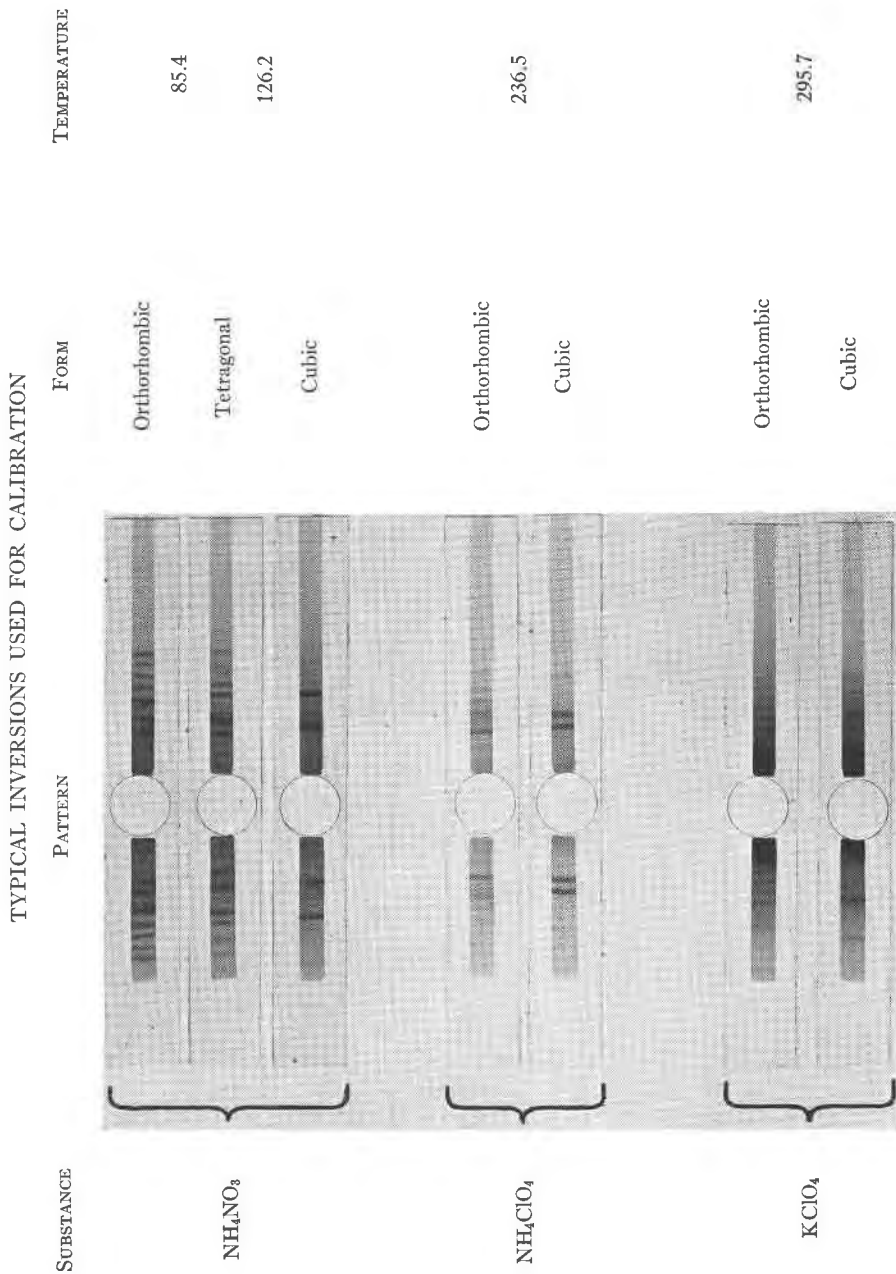 TYPICAL INVERSIONS USED FOR CALIBRATION
SUBSTANCE PATTERN FORM TEMPERATURE
Orthorhombic
85.4
NH₄NO₃ Tetragonal
126.2
Cubic
Orthorhombic
NH₄ClO₄ 236.5
Cubic
Orthorhombic
KClO₄ 295.7
Cubic